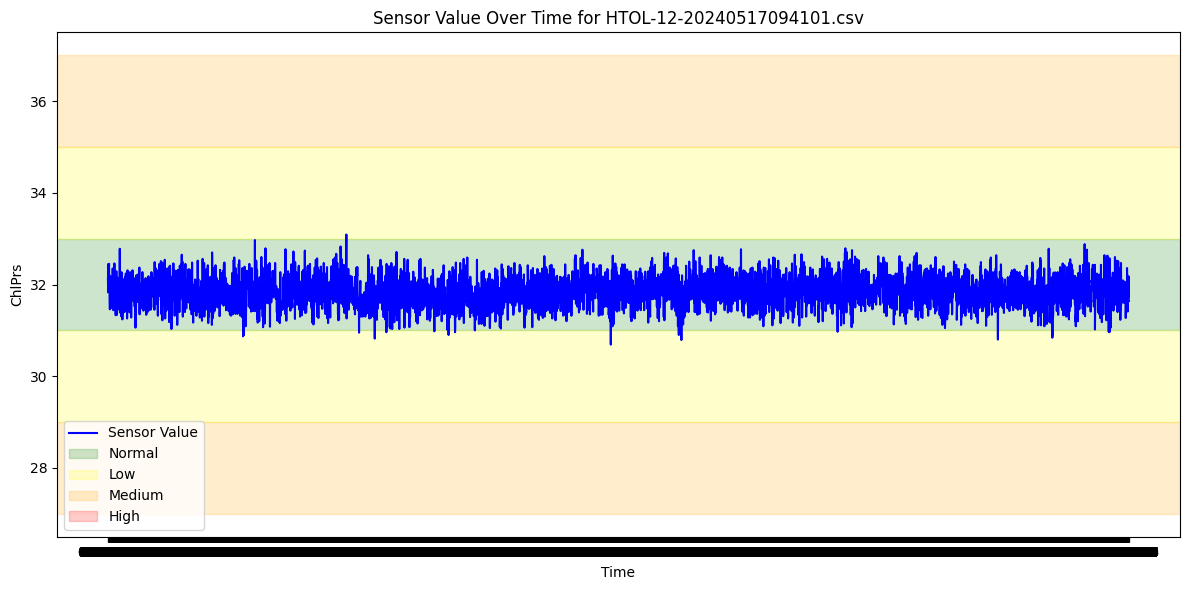 Sensor Value Over Time for HTOL-12-20240517094101.csv
36
34
32
30
28
ChlPrs
Sensor Value
Normal
Low
Medium
High
Time